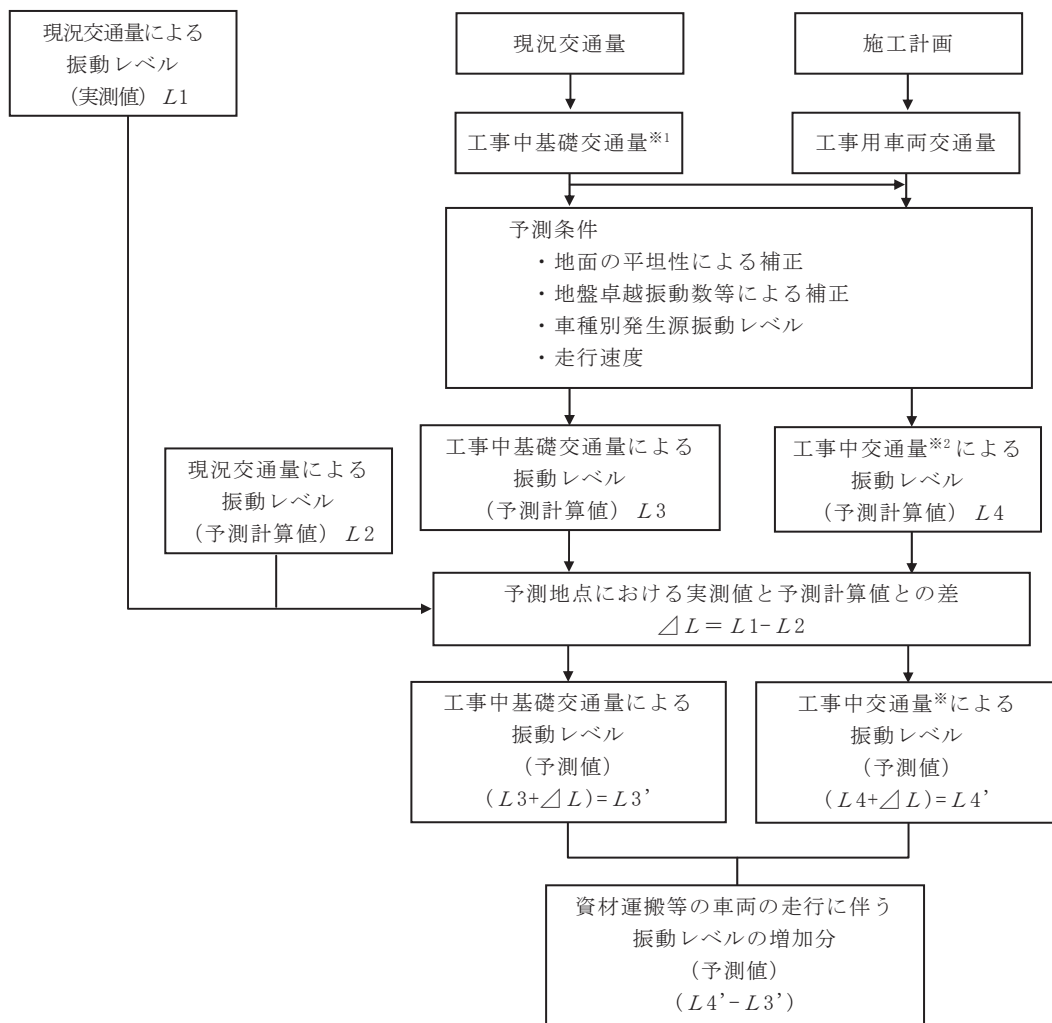 現況交通量による
振動レベル
(実測値) L1
現況交通量
施工計画
工事中基礎交通量※1
工事用車両交通量
予測条件
・地面の平坦性による補正
・地盤卓越振動数等による補正
・車種別発生源振動レベル
・走行速度
工事中基礎交通量による
振動レベル
(予測計算値) L3
工事中交通量※2による
振動レベル
(予測計算値) L4
現況交通量による
振動レベル
(予測計算値) L2
予測地点における実測値と予測計算値との差
⊿L=L1-L2
工事中基礎交通量による
振動レベル
(予測値)
(L3+⊿L)=L3’
工事中交通量※による
振動レベル
(予測値)
(L4+⊿L)=L4’
資材運搬等の車両の走行に伴う
振動レベルの増加分
(予測値)
(L4’-L3’)